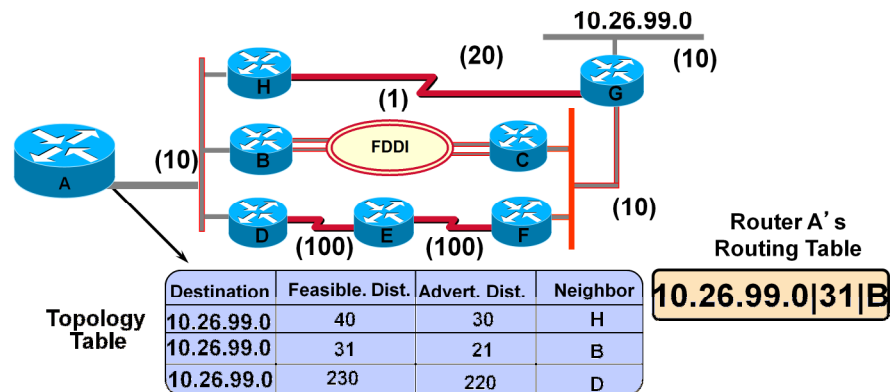 10.26.99.0
(20)
(10)
H
G
(1)
B
FDDI
C
A
(10)
D
E
F
(10)
(100)
(100)
Router A's
Routing Table
10.26.99.0|31|B
Topology
Table
Destination Feasible. Dist. Advert. Dist. Neighbor
10.26.99.0 40 30 H
10.26.99.0 31 21 B
10.26.99.0 230 220 D